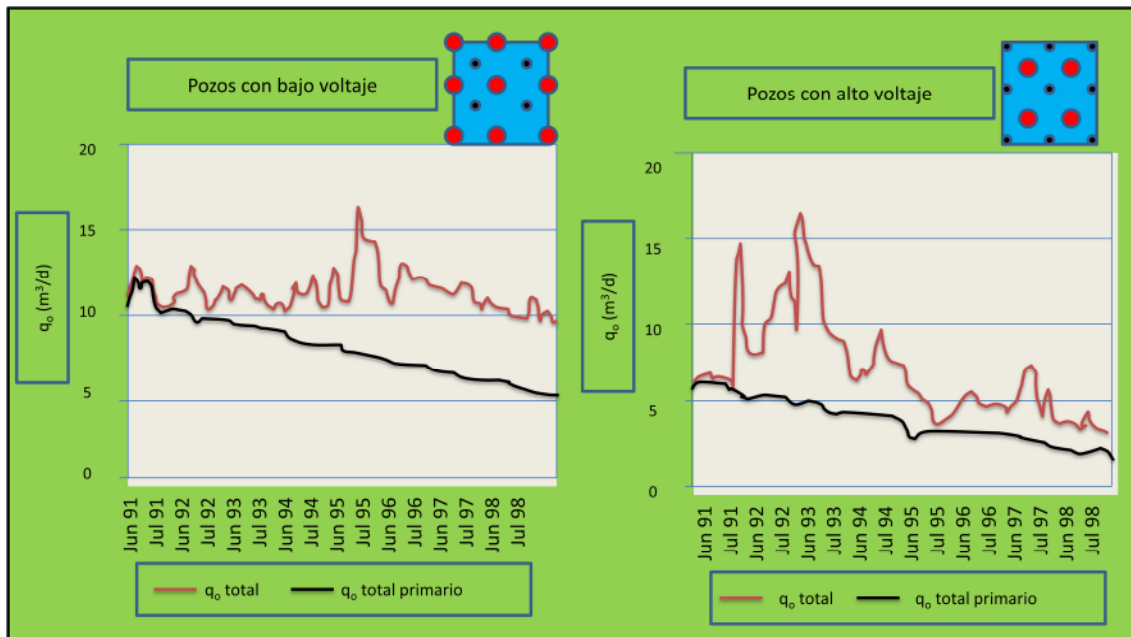 Pozos con bajo voltaje
20
15
10
5
0
qₒ (m³/d)
Jun 91
Jul 91
Jun 92
Jul 92
Jun 93
Jul 93
Jun 94
Jul 94
Jun 95
Jul 95
Jun 96
Jul 96
Jun 97
Jul 97
Jun 98
Jul 98
qₒ total
qₒ total primario
Pozos con alto voltaje
20
15
10
5
0
qₒ (m³/d)
Jun 91
Jul 91
Jun 92
Jul 92
Jun 93
Jul 93
Jun 94
Jul 94
Jun 95
Jul 95
Jun 96
Jul 96
Jun 97
Jul 97
Jun 98
Jul 98
qₒ total
qₒ total primario